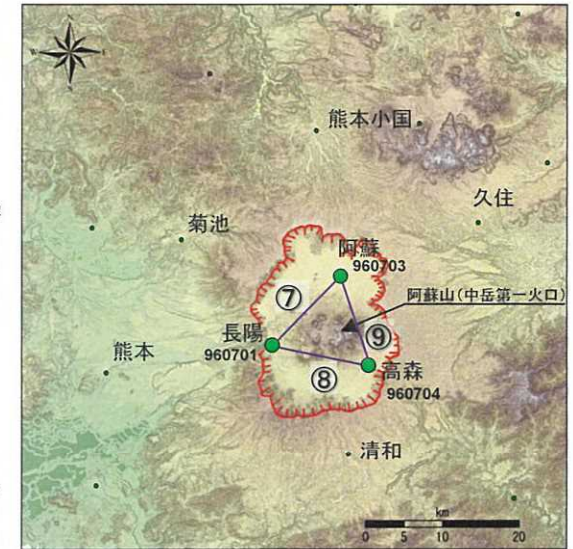 N
E
S
W
熊本小国
久住
菊池
阿蘇
960703
阿蘇山(中岳第一火口)
⑦
⑨
長陽
960701
熊本
⑧
高森
960704
清和
km
0 5 10 20